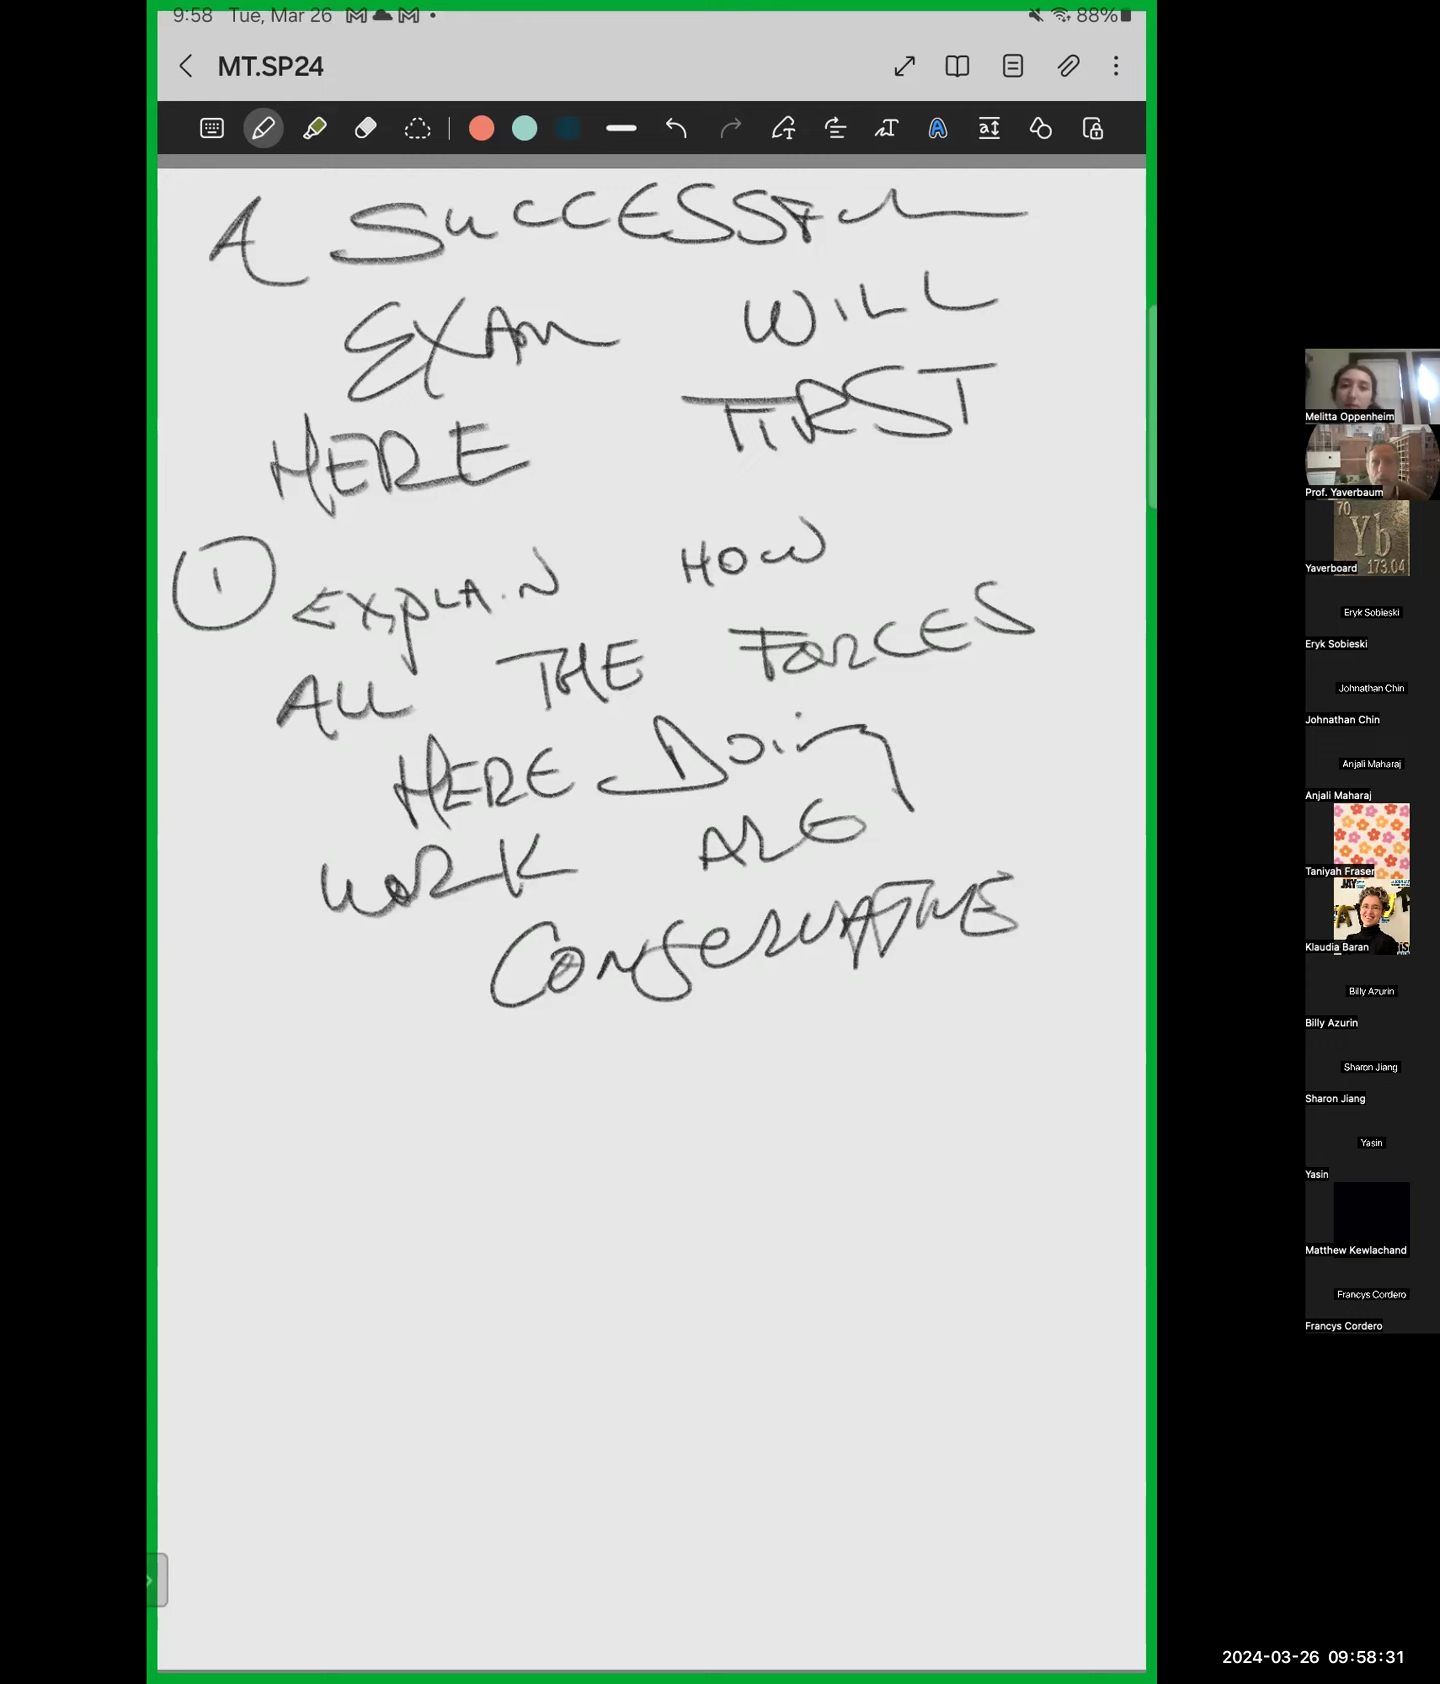 9:58 Tue, Mar 26
88%
MT.SP24
A SUCCESSFUL
EXAM WILL
HERE FIRST
1 EXPLAIN HOW
ALL THE FORCES
HERE DOING
WORK ARE
CONSERVATIVE
Melitta Oppenheim
Prof. Yaverbaum
70
Yb
173.04
Yaverboard
Eryk Sobieski
Eryk Sobieski
Johnathan Chin
Johnathan Chin
Anjali Maharaj
Anjali Maharaj
Taniyah Fraser
Klaudia Baran
Billy Azurin
Billy Azurin
Sharon Jiang
Sharon Jiang
Yasin
Yasin
Matthew Kewlachand
Francys Cordero
Francys Cordero
2024-03-26 09:58:31